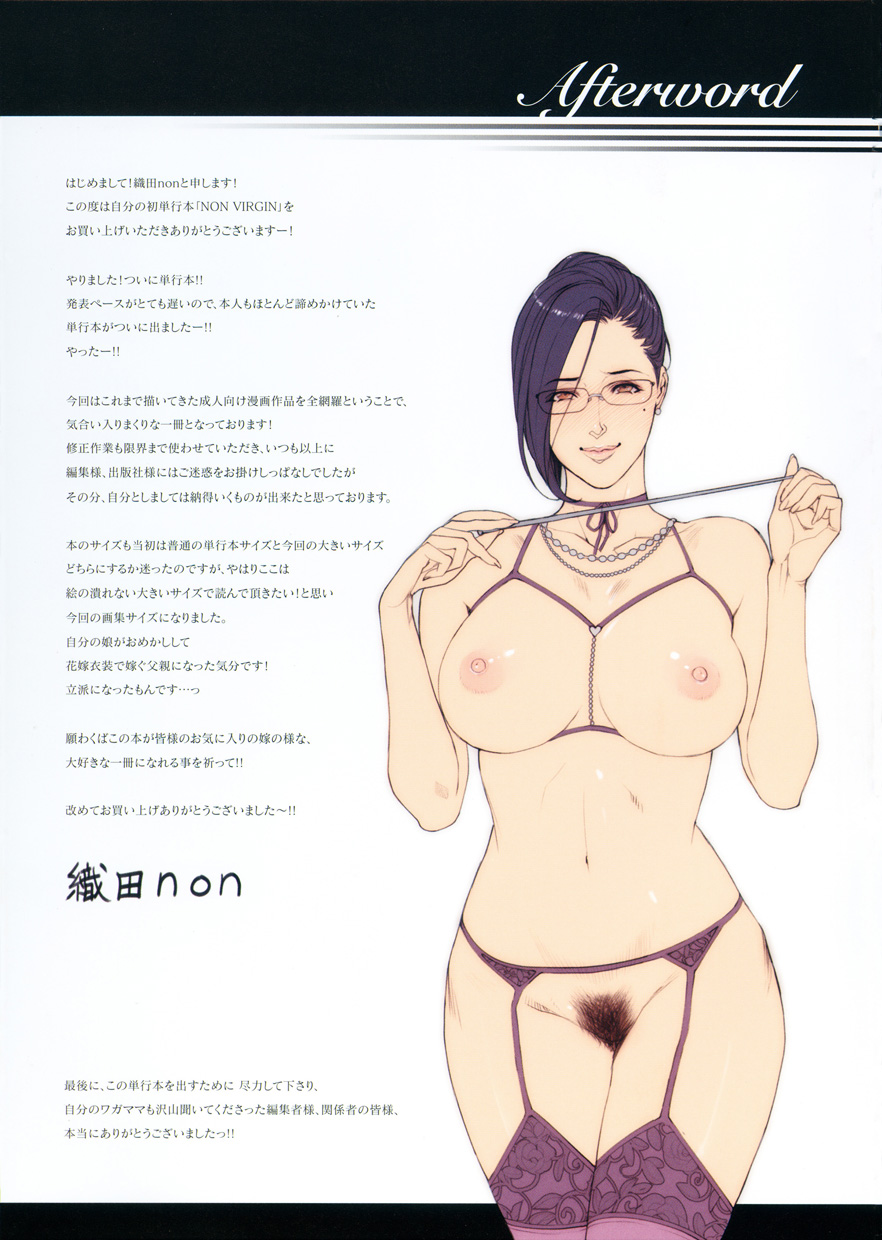 Afterword
はじめまして!織田nonと申します!
この度は自分の初単行本「NON VIRGIN」を
お買い上げいただきありがとうございますー!
やりました!ついに単行本!!
発表ペースがとても遅いので、本人もほとんど諦めかけていた
単行本がついに出ましたー!!
やったー!!
今回はこれまで描いてきた成人向け漫画作品を全網羅ということで、
気合い入りまくりな一冊となっております!
修正作業も限界まで使わせていただき、いつも以上に
編集様、出版社様にはご迷惑をお掛けしっぱなしでしたが
その分、自分としましては納得いくものが出来たと思っております。
本のサイズも当初は普通の単行本サイズと今回の大きいサイズ
どちらにするか迷ったのですが、やはりここは
絵の潰れない大きいサイズで読んで頂きたい!と思い
今回の画集サイズになりました。
自分の娘がおめかしして
花嫁衣装で嫁ぐ父親になった気分です!
立派になったもんです…っ
願わくばこの本が皆様のお気に入りの嫁の様な、
大好きな一冊になれる事を祈って!!
改めてお買い上げありがとうございました〜!!
織田non
最後に、この単行本を出すために 尽力して下さり、
自分のワガママも沢山聞いてくださった編集者様、関係者の皆様、
本当にありがとうございましたっ!!